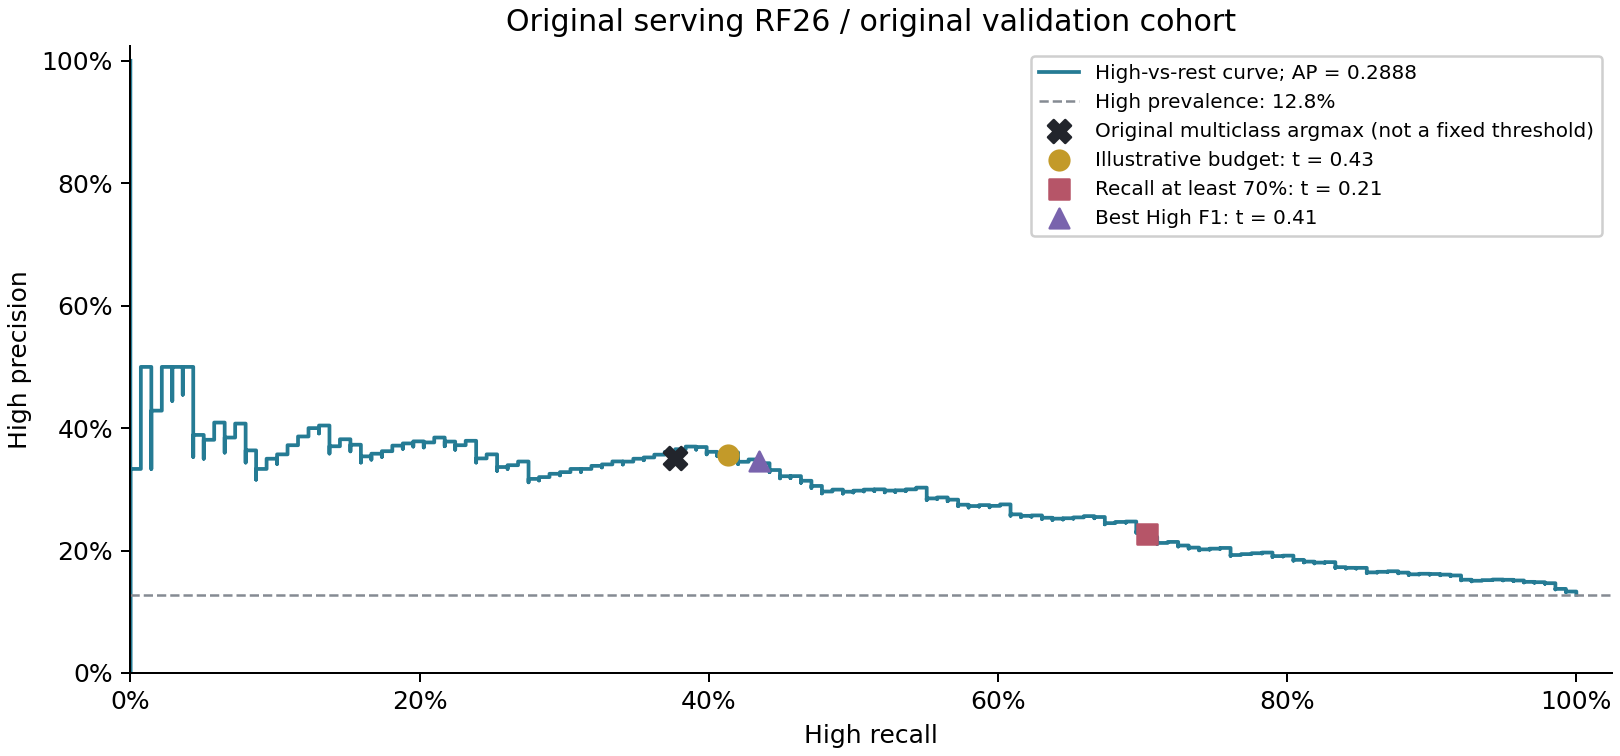 Original serving RF26 / original validation cohort
High-vs-rest curve; AP = 0.2888
High prevalence: 12.8%
Original multiclass argmax (not a fixed threshold)
Illustrative budget: t = 0.43
Recall at least 70%: t = 0.21
Best High F1: t = 0.41
High precision
100%
80%
60%
40%
20%
0%
0%
20%
40%
60%
80%
100%
High recall